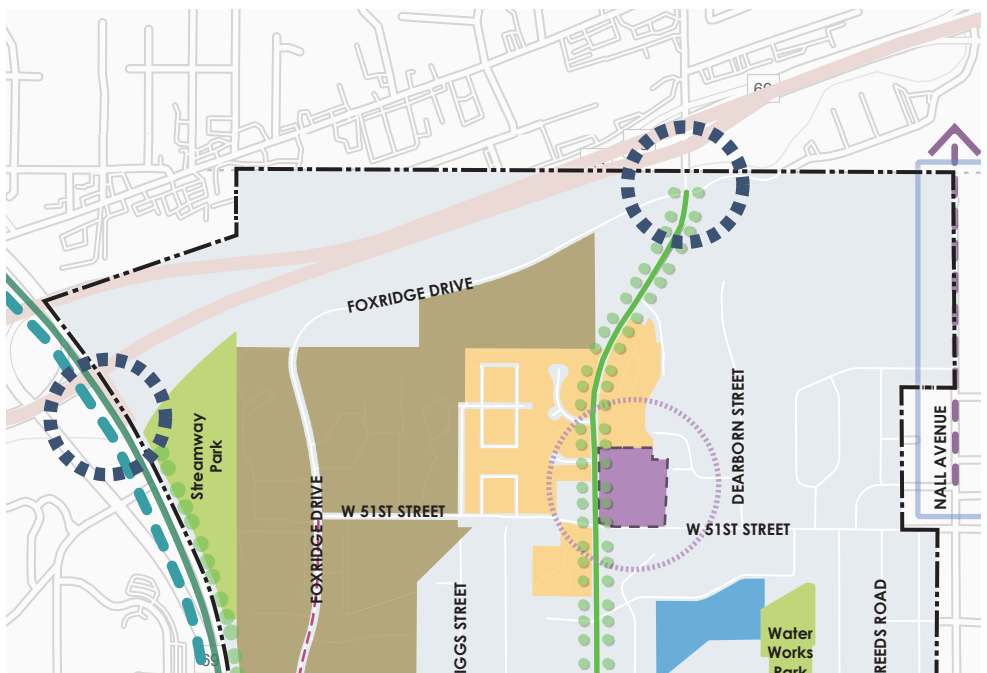 69
FOXRIDGE DRIVE
Streamway
Park
DEARBORN STREET
NALL AVENUE
FOXRIDGE DRIVE
W 51ST STREET
W 51ST STREET
IGGS STREET
Water
Works
Park
REEDS ROAD
69